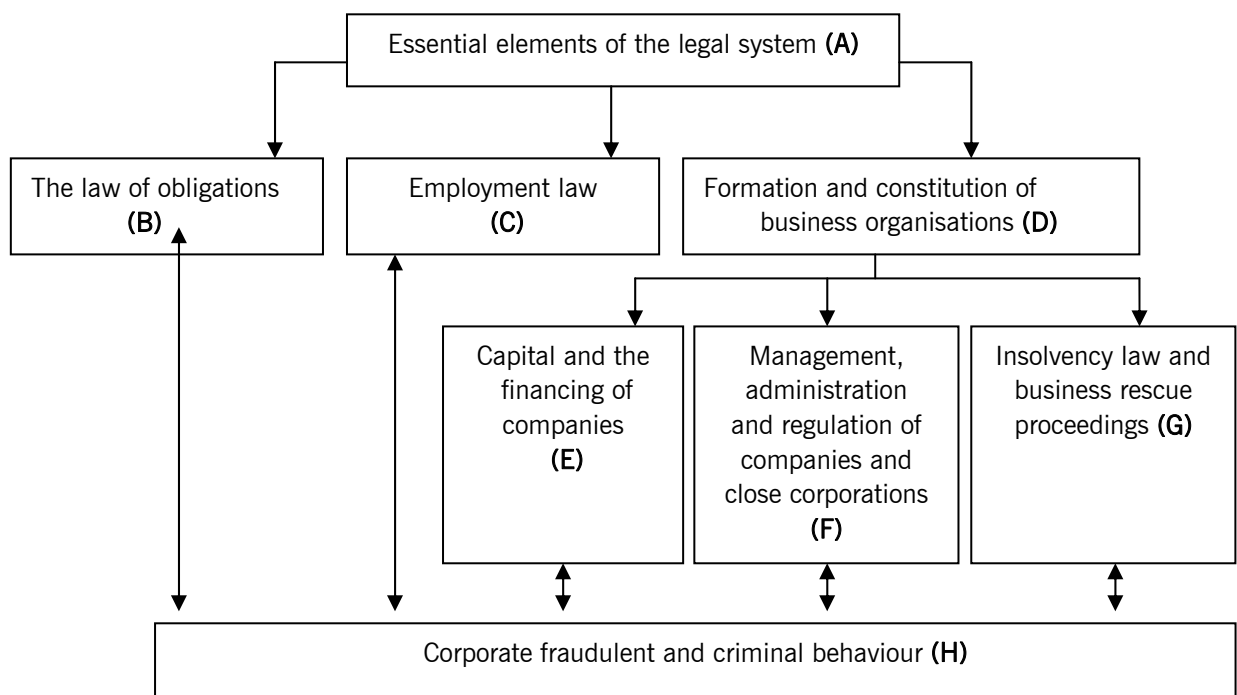 Essential elements of the legal system (A)
The law of obligations
(B)
Employment law
(C)
Formation and constitution of
business organisations (D)
Capital and the
financing of
companies
(E)
Management,
administration
and regulation of
companies and
close corporations
(F)
Insolvency law and
business rescue
proceedings (G)
Corporate fraudulent and criminal behaviour (H)